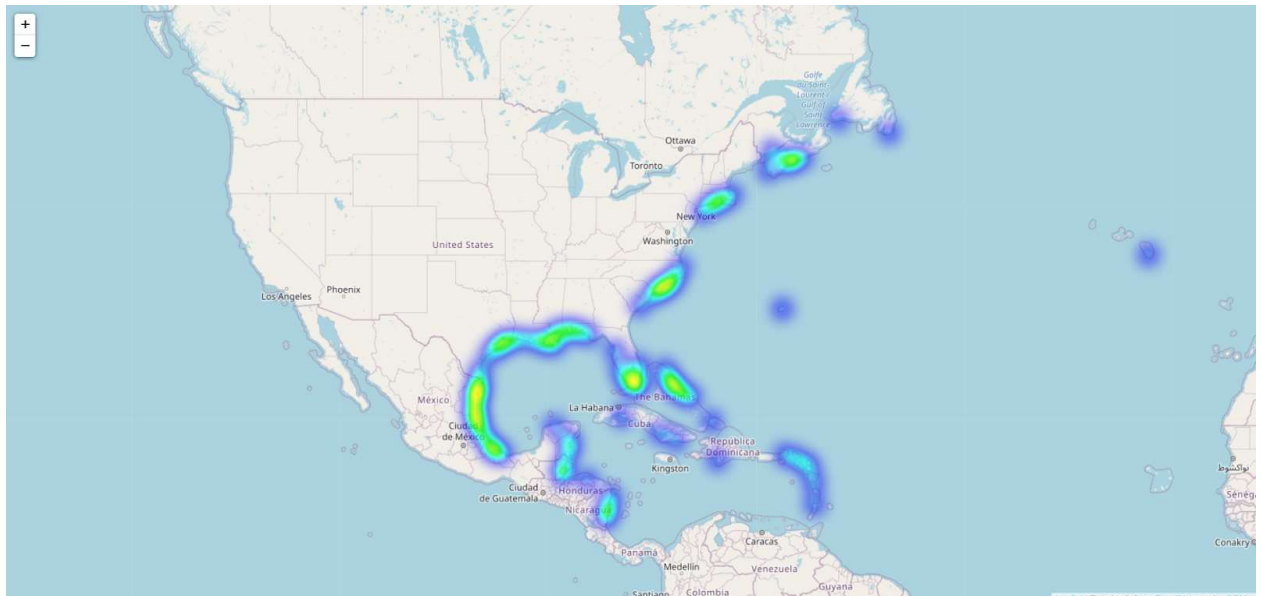 +
−
Golfe
du Saint-
Laurent-
Gulf of
Saint
Lawrence
Ottawa
Toronto
New York
Washington
United States
Los Angeles
Phoenix
México
La Habana
The Bahamas
Cuba
Ciudad
de México
República
Dominicana
Kingston
Ciudad
de Guatemala
Honduras
Nicaragua
نواكشوط
Sénég
Conakry
Panamá
Caracas
Medellín
Venezuela
Guyana
Santiago
Colombia